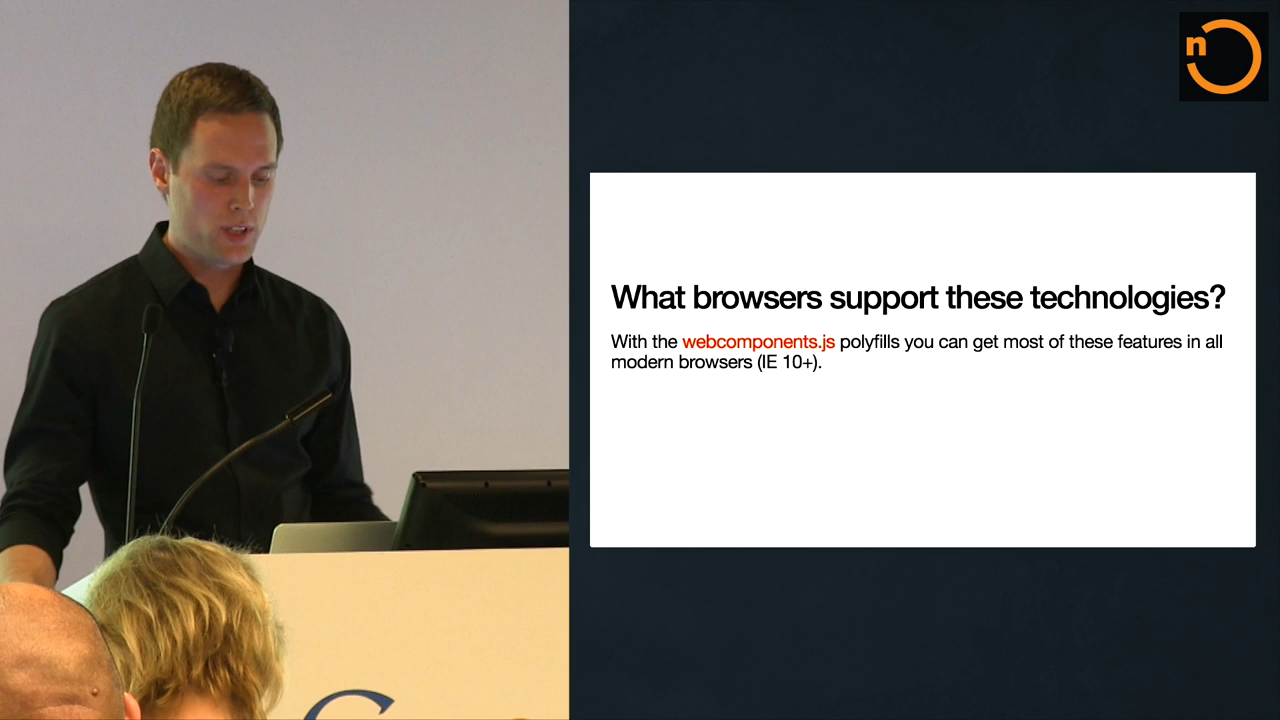 n
What browsers support these technologies?
With the webcomponents.js polyfills you can get most of these features in all
modern browsers (IE 10+).